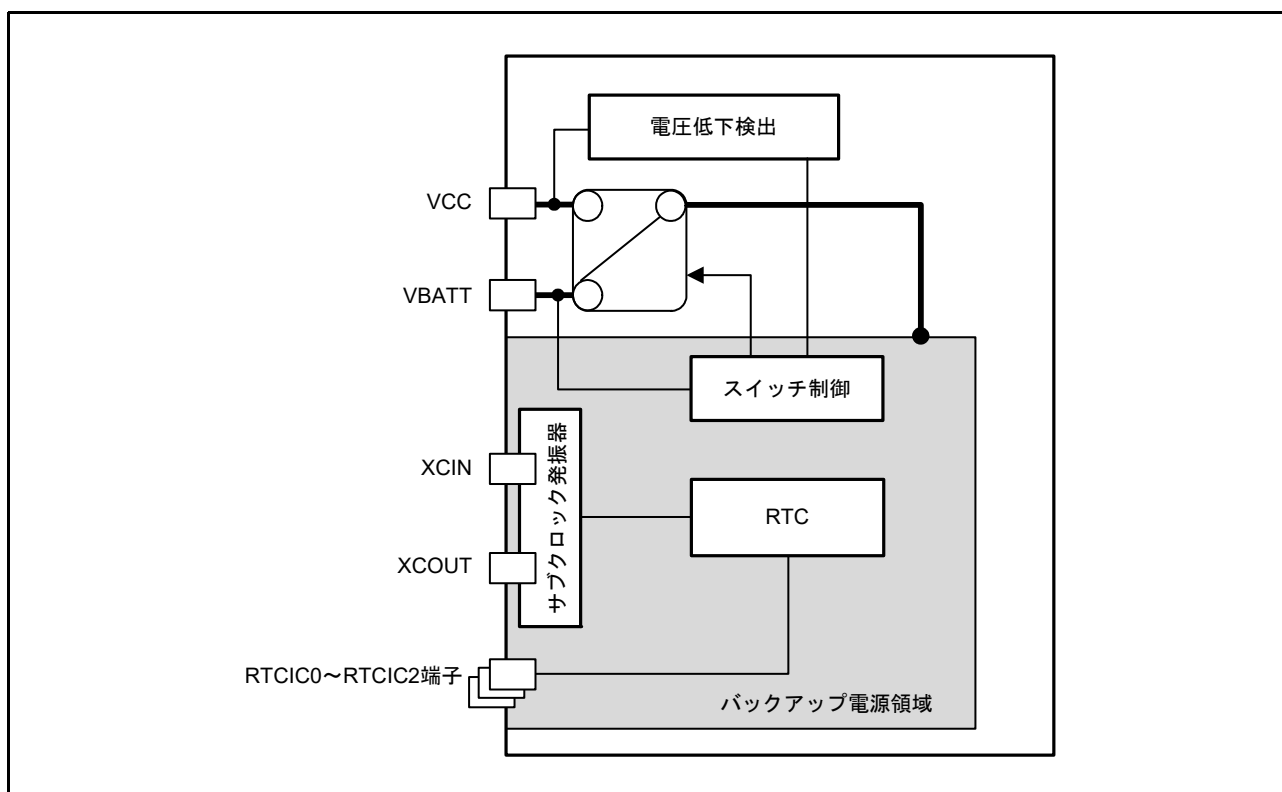 電圧低下検出
VCC
VBATT
スイッチ制御
サブクロック発振器
XCIN
RTC
XCOUT
RTCIC0～RTCIC2端子
バックアップ電源領域